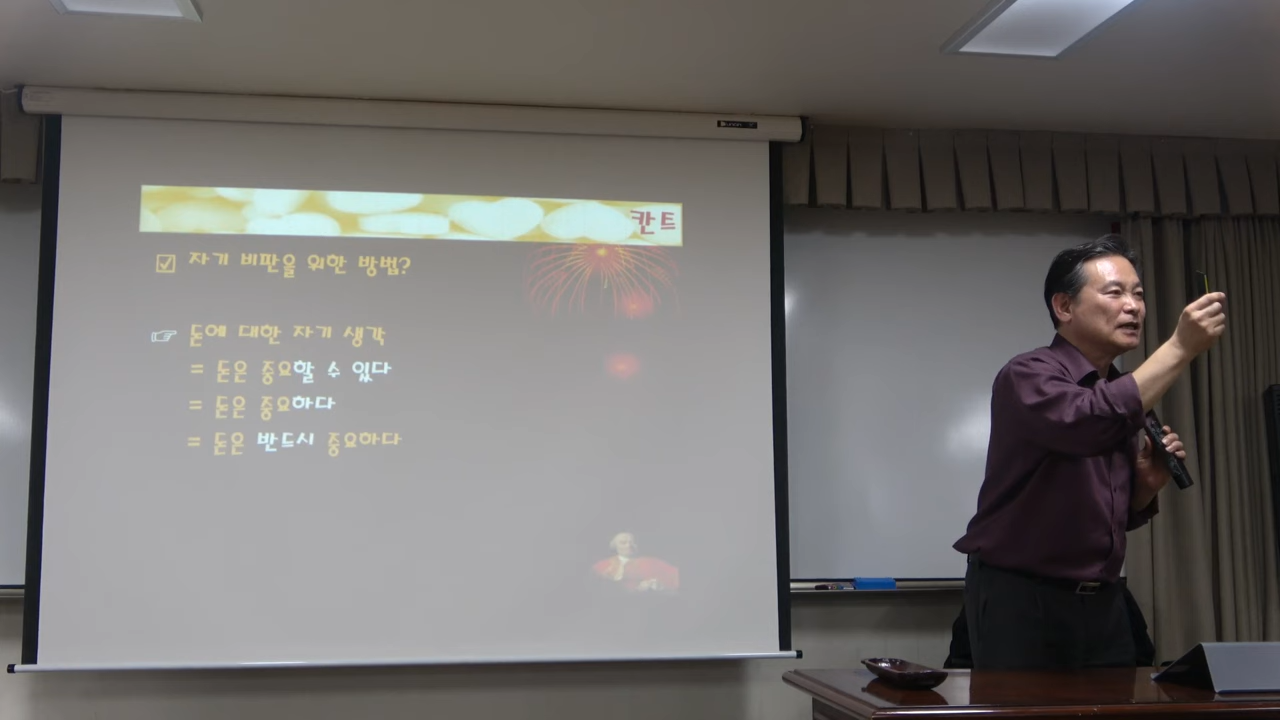 칸트
자기 비판을 위한 방법?
돈에 대한 자기 생각
= 돈은 중요할 수 있다
= 돈은 중요하다
= 돈은 반드시 중요하다